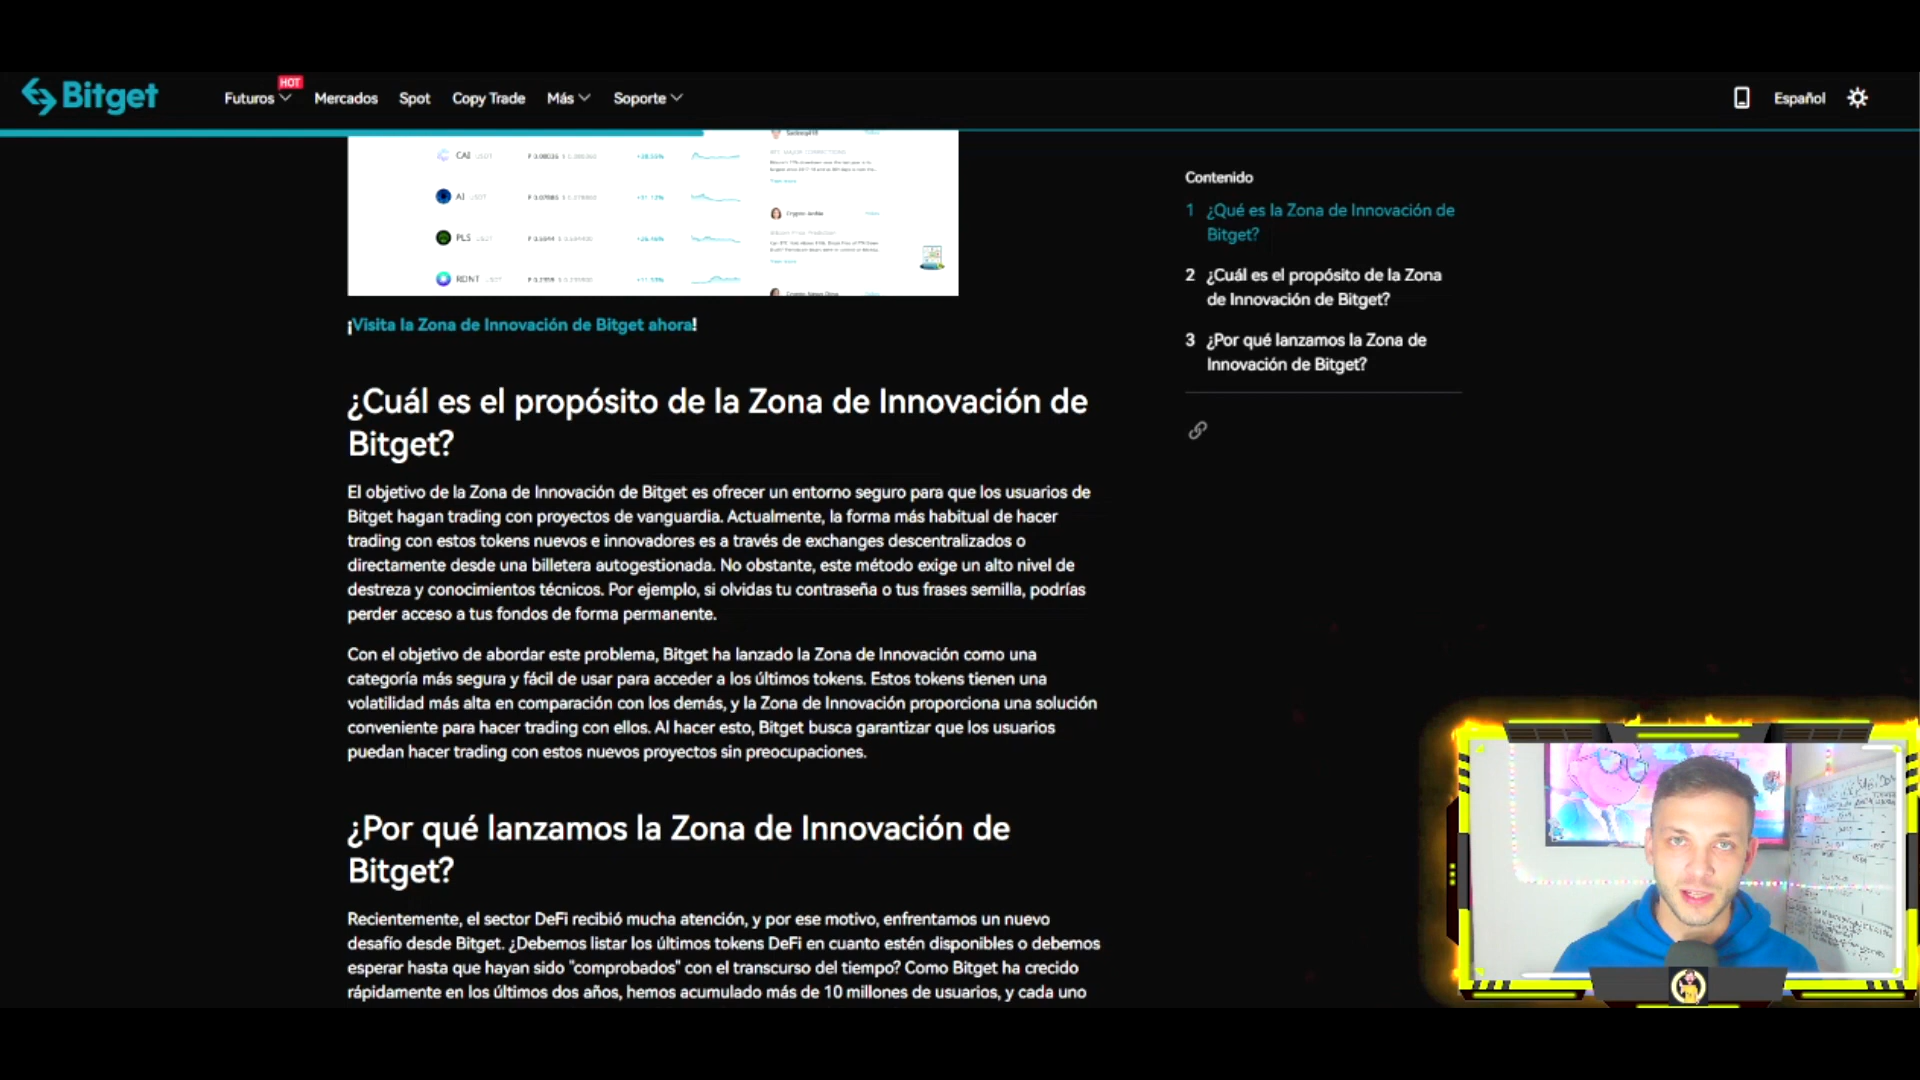 Bitget
Futuros
HOT
Mercados
Spot
Copy Trade
Más
Soporte
Español
CAI
AI
PLS
RDNT
¡Visita la Zona de Innovación de Bitget ahora!
¿Cuál es el propósito de la Zona de Innovación de
Bitget?
El objetivo de la Zona de Innovación de Bitget es ofrecer un entorno seguro para que los usuarios de
Bitget hagan trading con proyectos de vanguardia. Actualmente, la forma más habitual de hacer
trading con estos tokens nuevos e innovadores es a través de exchanges descentralizados o
directamente desde una billetera autogestionada. No obstante, este método exige un alto nivel de
destreza y conocimientos técnicos. Por ejemplo, si olvidas tu contraseña o tus frases semilla, podrías
perder acceso a tus fondos de forma permanente.
Con el objetivo de abordar este problema, Bitget ha lanzado la Zona de Innovación como una
categoría más segura y fácil de usar para acceder a los últimos tokens. Estos tokens tienen una
volatilidad más alta en comparación con los demás, y la Zona de Innovación proporciona una solución
conveniente para hacer trading con ellos. Al hacer esto, Bitget busca garantizar que los usuarios
puedan hacer trading con estos nuevos proyectos sin preocupaciones.
¿Por qué lanzamos la Zona de Innovación de
Bitget?
Recientemente, el sector DeFi recibió mucha atención, y por ese motivo, enfrentamos un nuevo
desafío desde Bitget. ¿Debemos listar los últimos tokens DeFi en cuanto estén disponibles o debemos
esperar hasta que hayan sido "comprobados" con el transcurso del tiempo? Como Bitget ha crecido
rápidamente en los últimos dos años, hemos acumulado más de 10 millones de usuarios, y cada uno
Contenido
1 ¿Qué es la Zona de Innovación de
Bitget?
2 ¿Cuál es el propósito de la Zona
de Innovación de Bitget?
3 ¿Por qué lanzamos la Zona de
Innovación de Bitget?